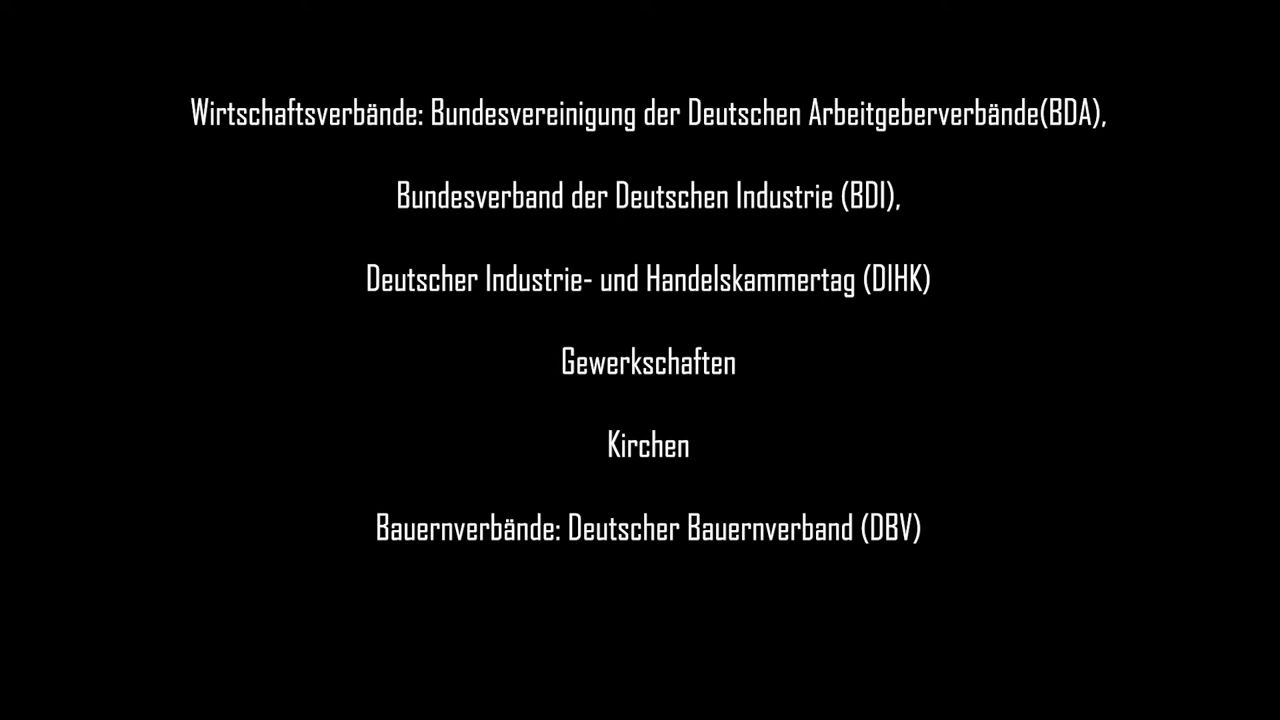 Wirtschaftsverbände: Bundesvereinigung der Deutschen Arbeitgeberverbände(BDA),
Bundesverband der Deutschen Industrie (BDI),
Deutscher Industrie- und Handelskammertag (DIHK)
Gewerkschaften
Kirchen
Bauernverbände: Deutscher Bauernverband (DBV)